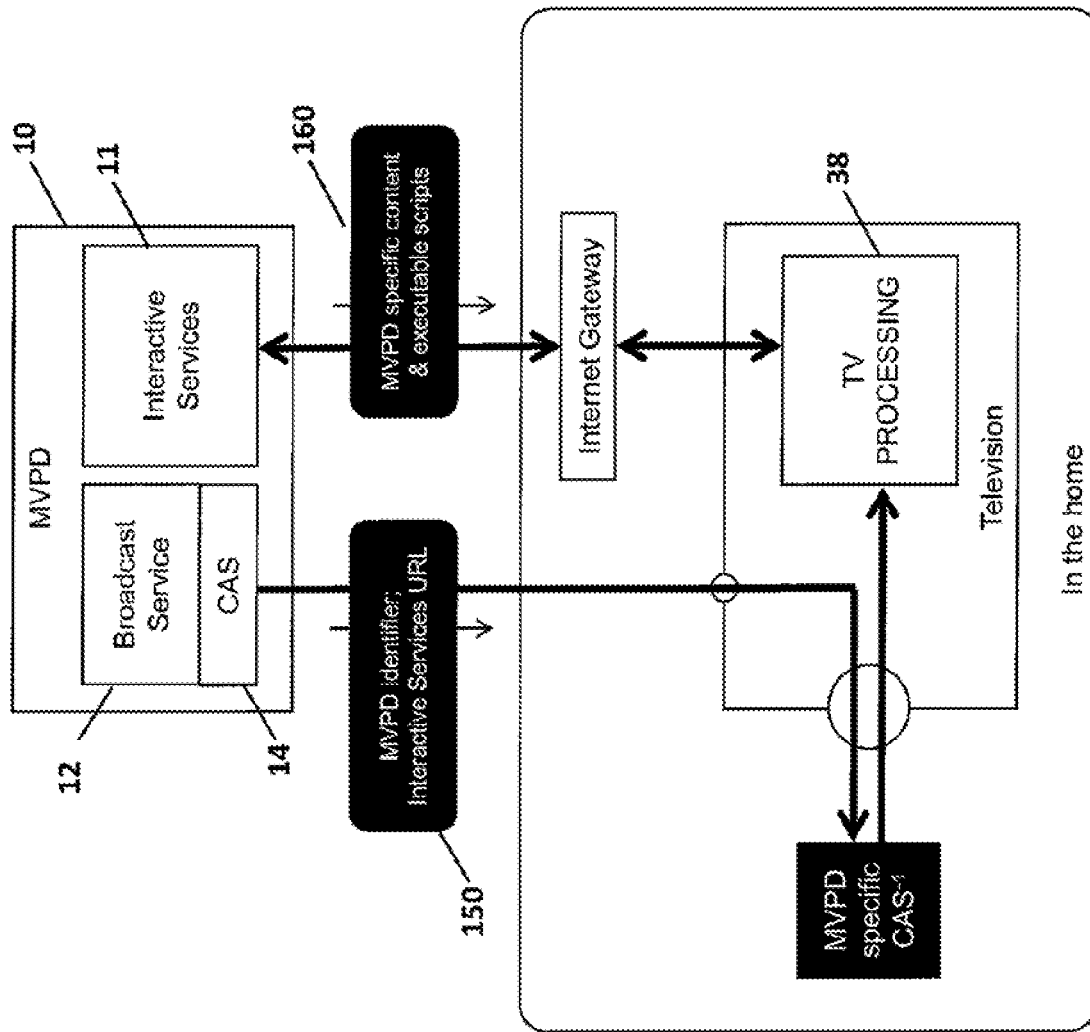 10
MVPD
11
Interactive
Services
12
Broadcast
Service
CAS
14
160
MVPD specific content
& executable scripts
MVPD identifier;
Interactive Services URL
150
Internet Gateway
38
TV
PROCESSING
Television
MVPD
specific
CAS⁻¹
In the home